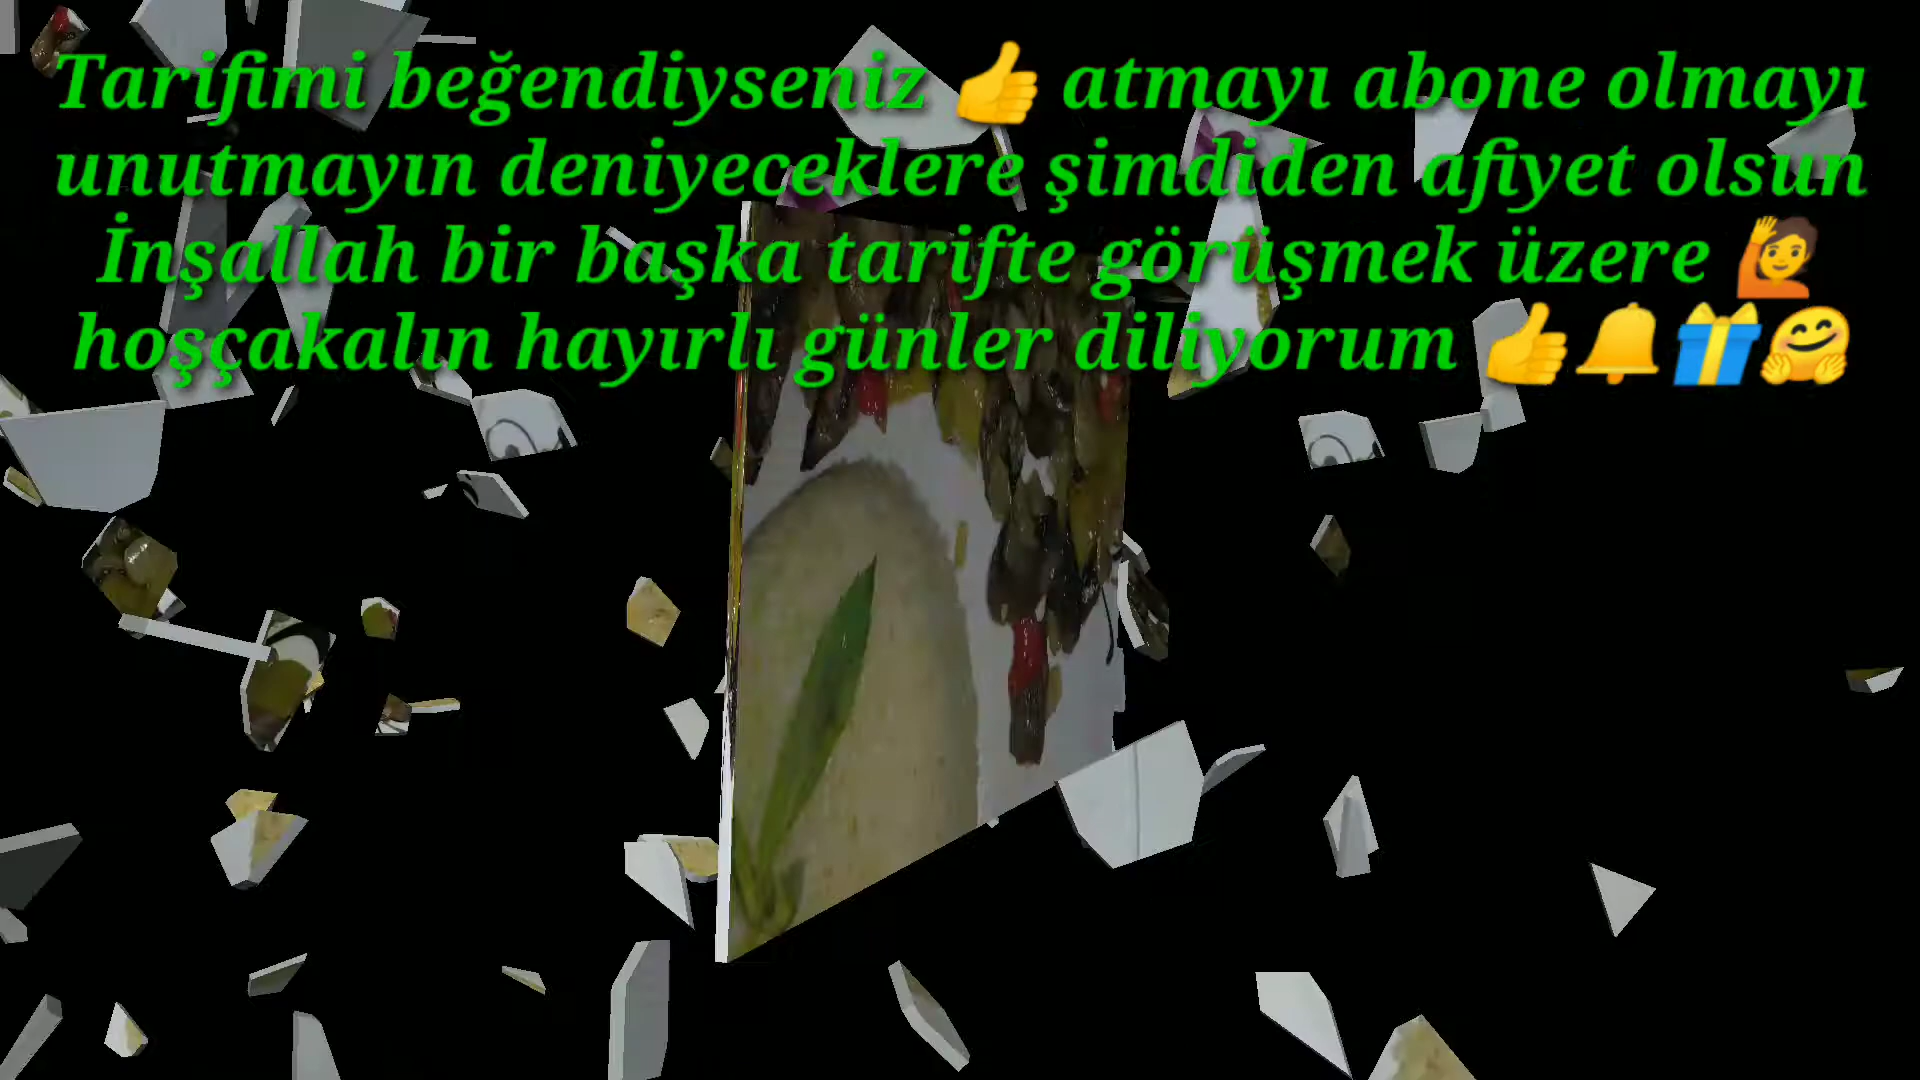 Tarifimi beğendiyseniz 👍 atmayı abone olmayı
unutmayın deniyeceklere şimdiden afiyet olsun
İnşallah bir başka tarifte görüşmek üzere 🙋
hoşçakalın hayırlı günler diliyorum 👍🔔🎁🤗